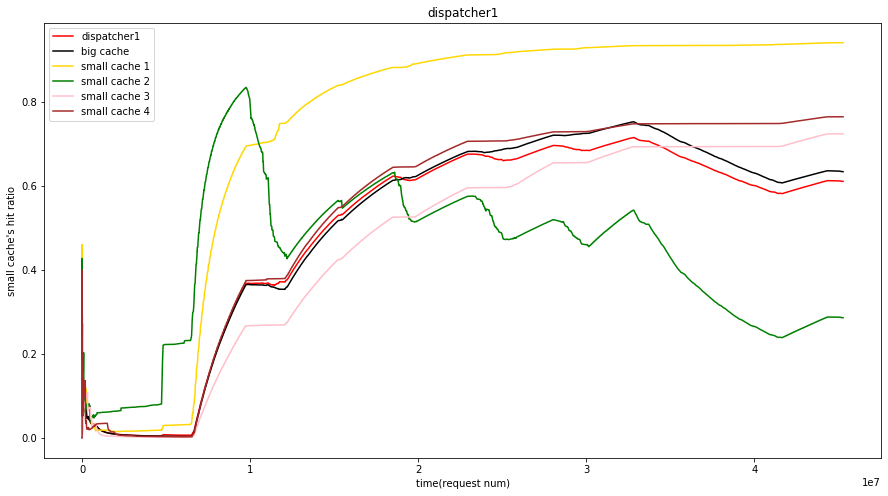 dispatcher1
dispatcher1
big cache
small cache 1
small cache 2
small cache 3
small cache 4
small cache's hit ratio
0.8
0.6
0.4
0.2
0.0
0 1 2 3 4
1e7
time(request num)